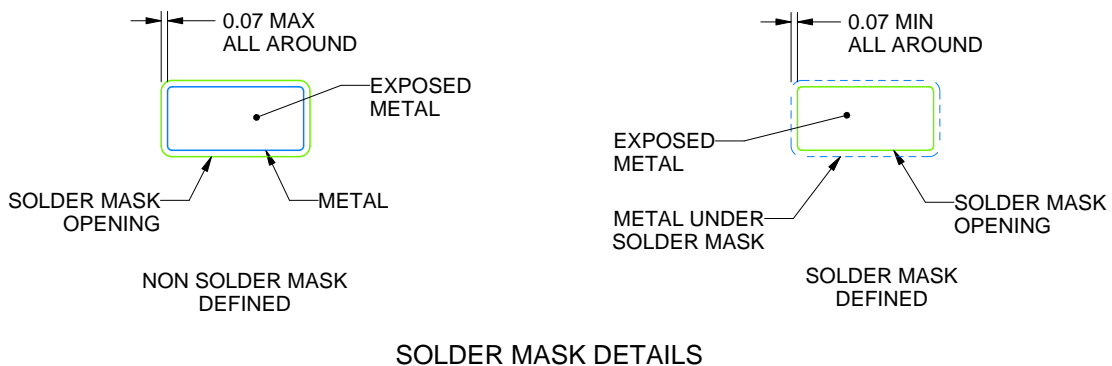 0.07 MAX
ALL AROUND
EXPOSED
METAL
SOLDER MASK
OPENING
METAL
NON SOLDER MASK
DEFINED
0.07 MIN
ALL AROUND
EXPOSED
METAL
METAL UNDER
SOLDER MASK
SOLDER MASK
OPENING
SOLDER MASK
DEFINED
SOLDER MASK DETAILS